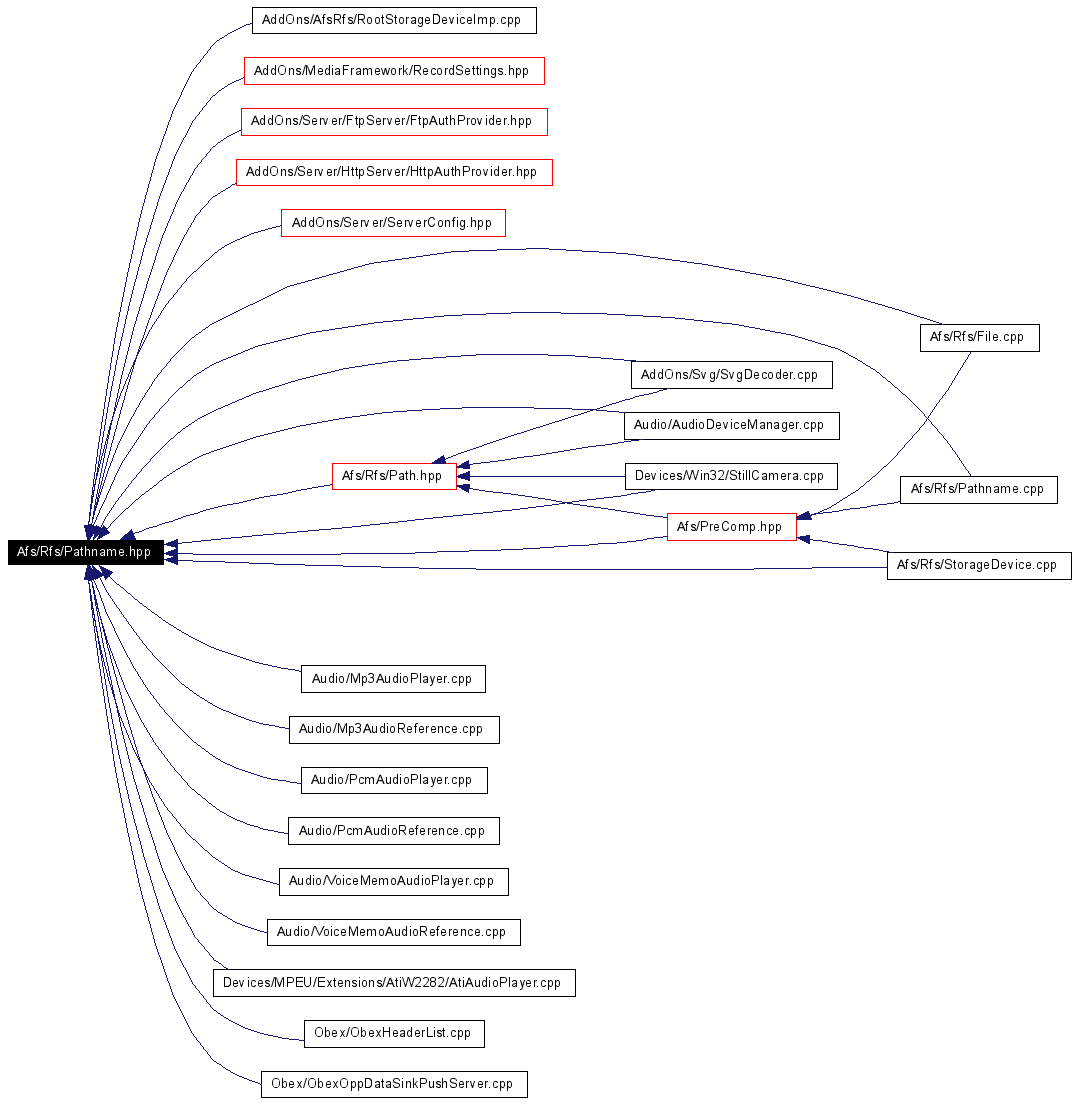 AddOns/AfsRfs/RootStorageDeviceImp.cpp
AddOns/MediaFramework/RecordSettings.hpp
AddOns/Server/FtpServer/FtpAuthProvider.hpp
AddOns/Server/HttpServer/HttpAuthProvider.hpp
AddOns/Server/ServerConfig.hpp
Afs/Rfs/File.cpp
AddOns/Svg/SvgDecoder.cpp
Audio/AudioDeviceManager.cpp
Afs/Rfs/Path.hpp
Devices/Win32/StillCamera.cpp
Afs/Rfs/Pathname.cpp
Afs/PreComp.hpp
Afs/Rfs/Pathname.hpp
Afs/Rfs/StorageDevice.cpp
Audio/Mp3AudioPlayer.cpp
Audio/Mp3AudioReference.cpp
Audio/PcmAudioPlayer.cpp
Audio/PcmAudioReference.cpp
Audio/VoiceMemoAudioPlayer.cpp
Audio/VoiceMemoAudioReference.cpp
Devices/MPEU/Extensions/AtiW2282/AtiAudioPlayer.cpp
Obex/ObexHeaderList.cpp
Obex/ObexOppDataSinkPushServer.cpp